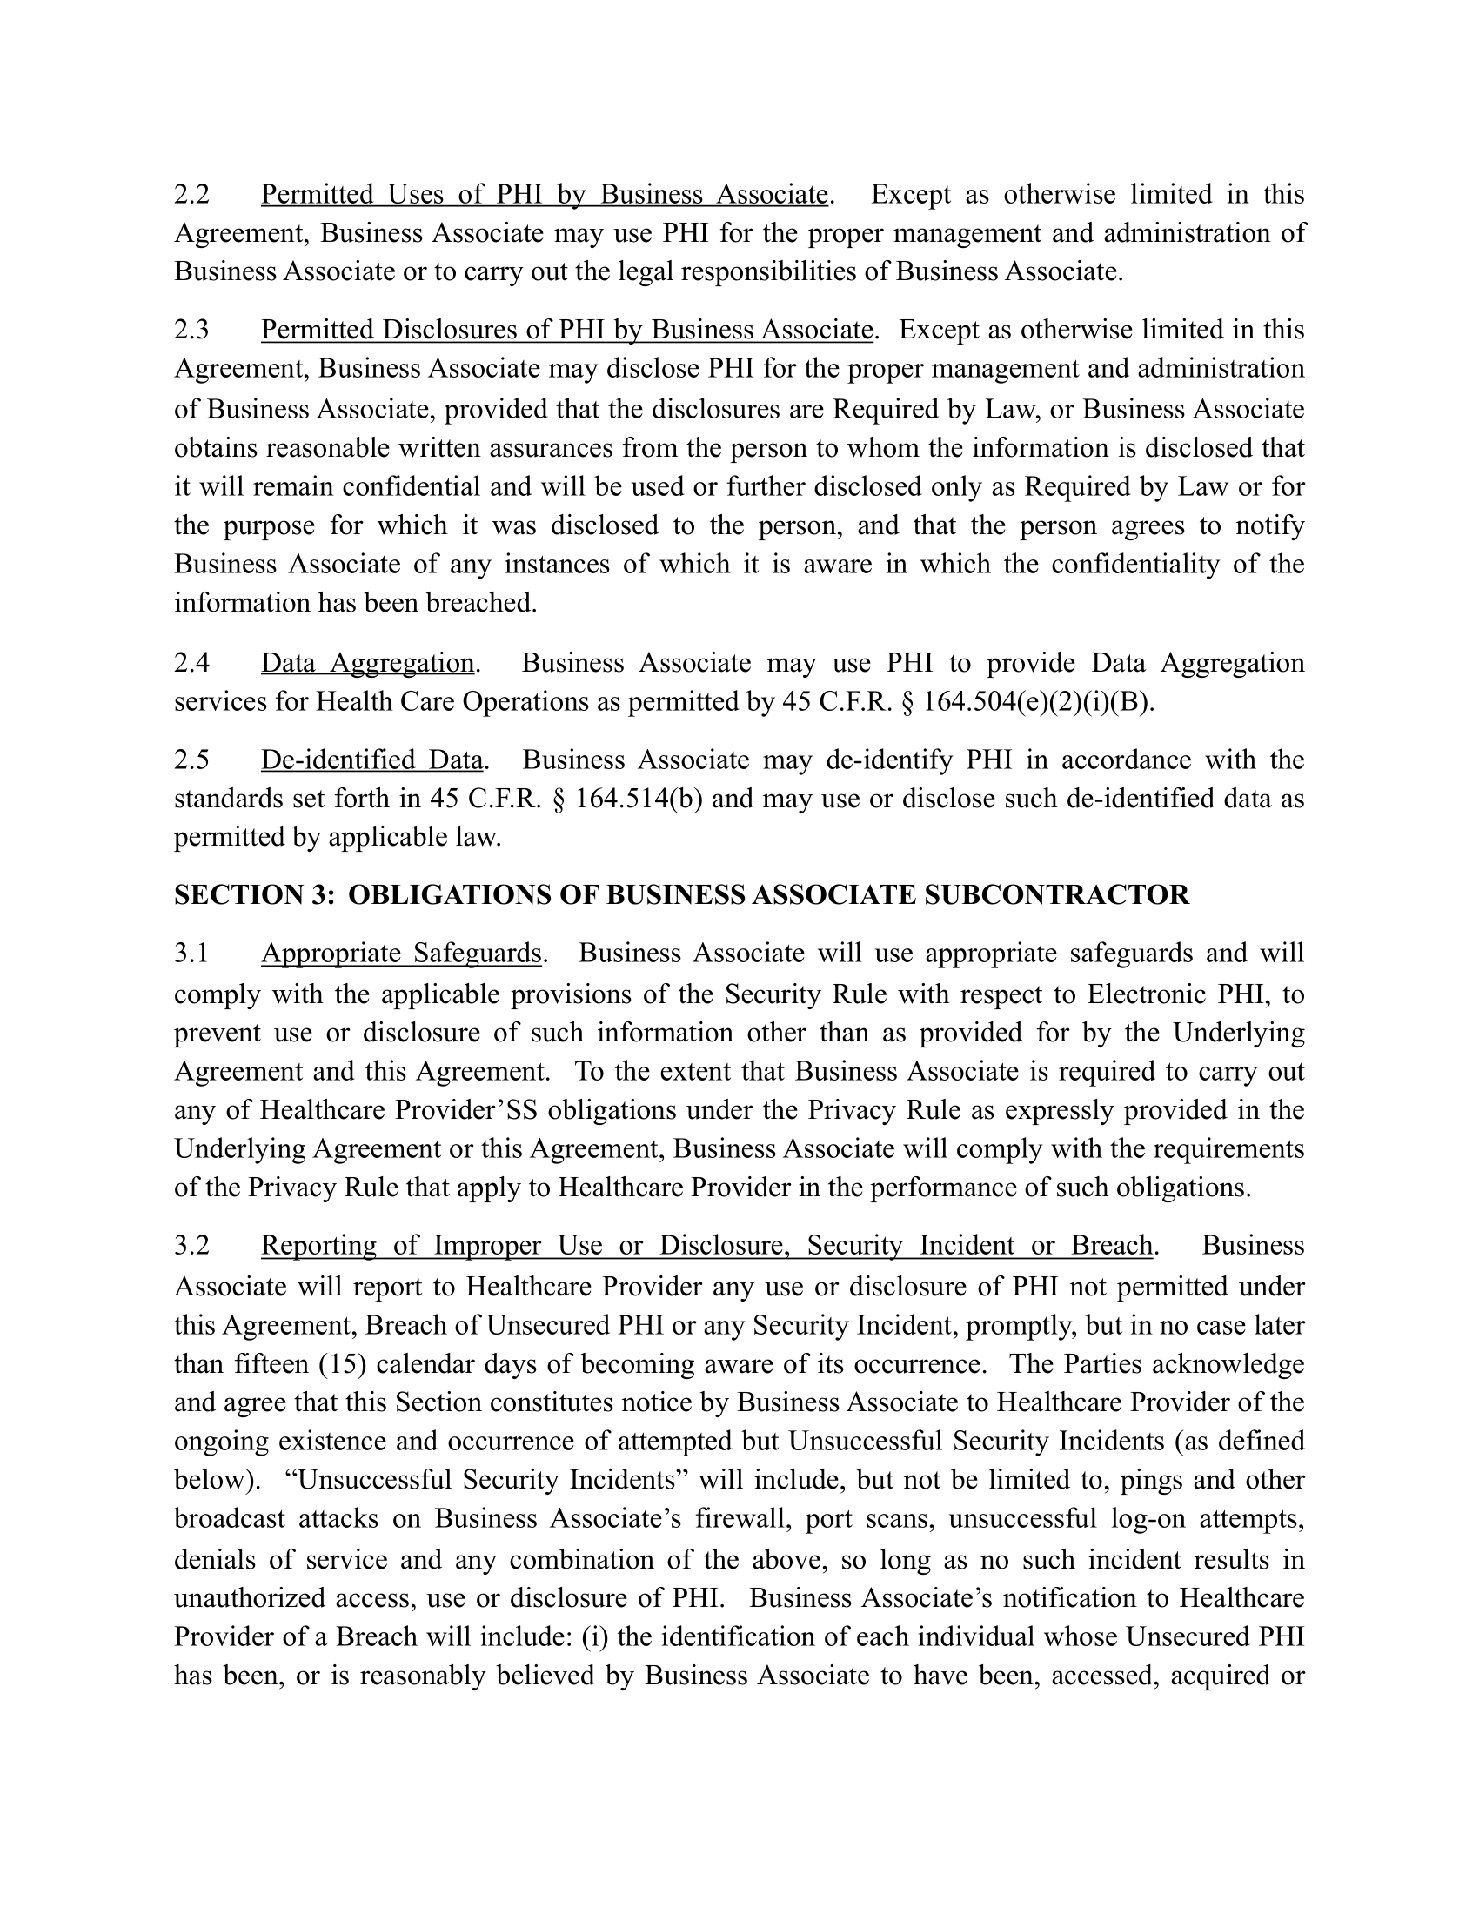 2.2 Permitted Uses of PHI by Business Associate. Except as otherwise limited in this
Agreement, Business Associate may use PHI for the proper management and administration of
Business Associate or to carry out the legal responsibilities of Business Associate.
2.3 Permitted Disclosures of PHI by Business Associate. Except as otherwise limited in this
Agreement, Business Associate may disclose PHI for the proper management and administration
of Business Associate, provided that the disclosures are Required by Law, or Business Associate
obtains reasonable written assurances from the person to whom the information is disclosed that
it will remain confidential and will be used or further disclosed only as Required by Law or for
the purpose for which it was disclosed to the person, and that the person agrees to notify
Business Associate of any instances of which it is aware in which the confidentiality of the
information has been breached.
2.4 Data Aggregation. Business Associate may use PHI to provide Data Aggregation
services for Health Care Operations as permitted by 45 C.F.R. § 164.504(e)(2)(i)(B).
2.5 De-identified Data. Business Associate may de-identify PHI in accordance with the
standards set forth in 45 C.F.R. § 164.514(b) and may use or disclose such de-identified data as
permitted by applicable law.
SECTION 3: OBLIGATIONS OF BUSINESS ASSOCIATE SUBCONTRACTOR
3.1 Appropriate Safeguards. Business Associate will use appropriate safeguards and will
comply with the applicable provisions of the Security Rule with respect to Electronic PHI, to
prevent use or disclosure of such information other than as provided for by the Underlying
Agreement and this Agreement. To the extent that Business Associate is required to carry out
any of Healthcare Provider’SS obligations under the Privacy Rule as expressly provided in the
Underlying Agreement or this Agreement, Business Associate will comply with the requirements
of the Privacy Rule that apply to Healthcare Provider in the performance of such obligations.
3.2 Reporting of Improper Use or Disclosure, Security Incident or Breach. Business
Associate will report to Healthcare Provider any use or disclosure of PHI not permitted under
this Agreement, Breach of Unsecured PHI or any Security Incident, promptly, but in no case later
than fifteen (15) calendar days of becoming aware of its occurrence. The Parties acknowledge
and agree that this Section constitutes notice by Business Associate to Healthcare Provider of the
ongoing existence and occurrence of attempted but Unsuccessful Security Incidents (as defined
below). “Unsuccessful Security Incidents” will include, but not be limited to, pings and other
broadcast attacks on Business Associate’s firewall, port scans, unsuccessful log-on attempts,
denials of service and any combination of the above, so long as no such incident results in
unauthorized access, use or disclosure of PHI. Business Associate’s notification to Healthcare
Provider of a Breach will include: (i) the identification of each individual whose Unsecured PHI
has been, or is reasonably believed by Business Associate to have been, accessed, acquired or